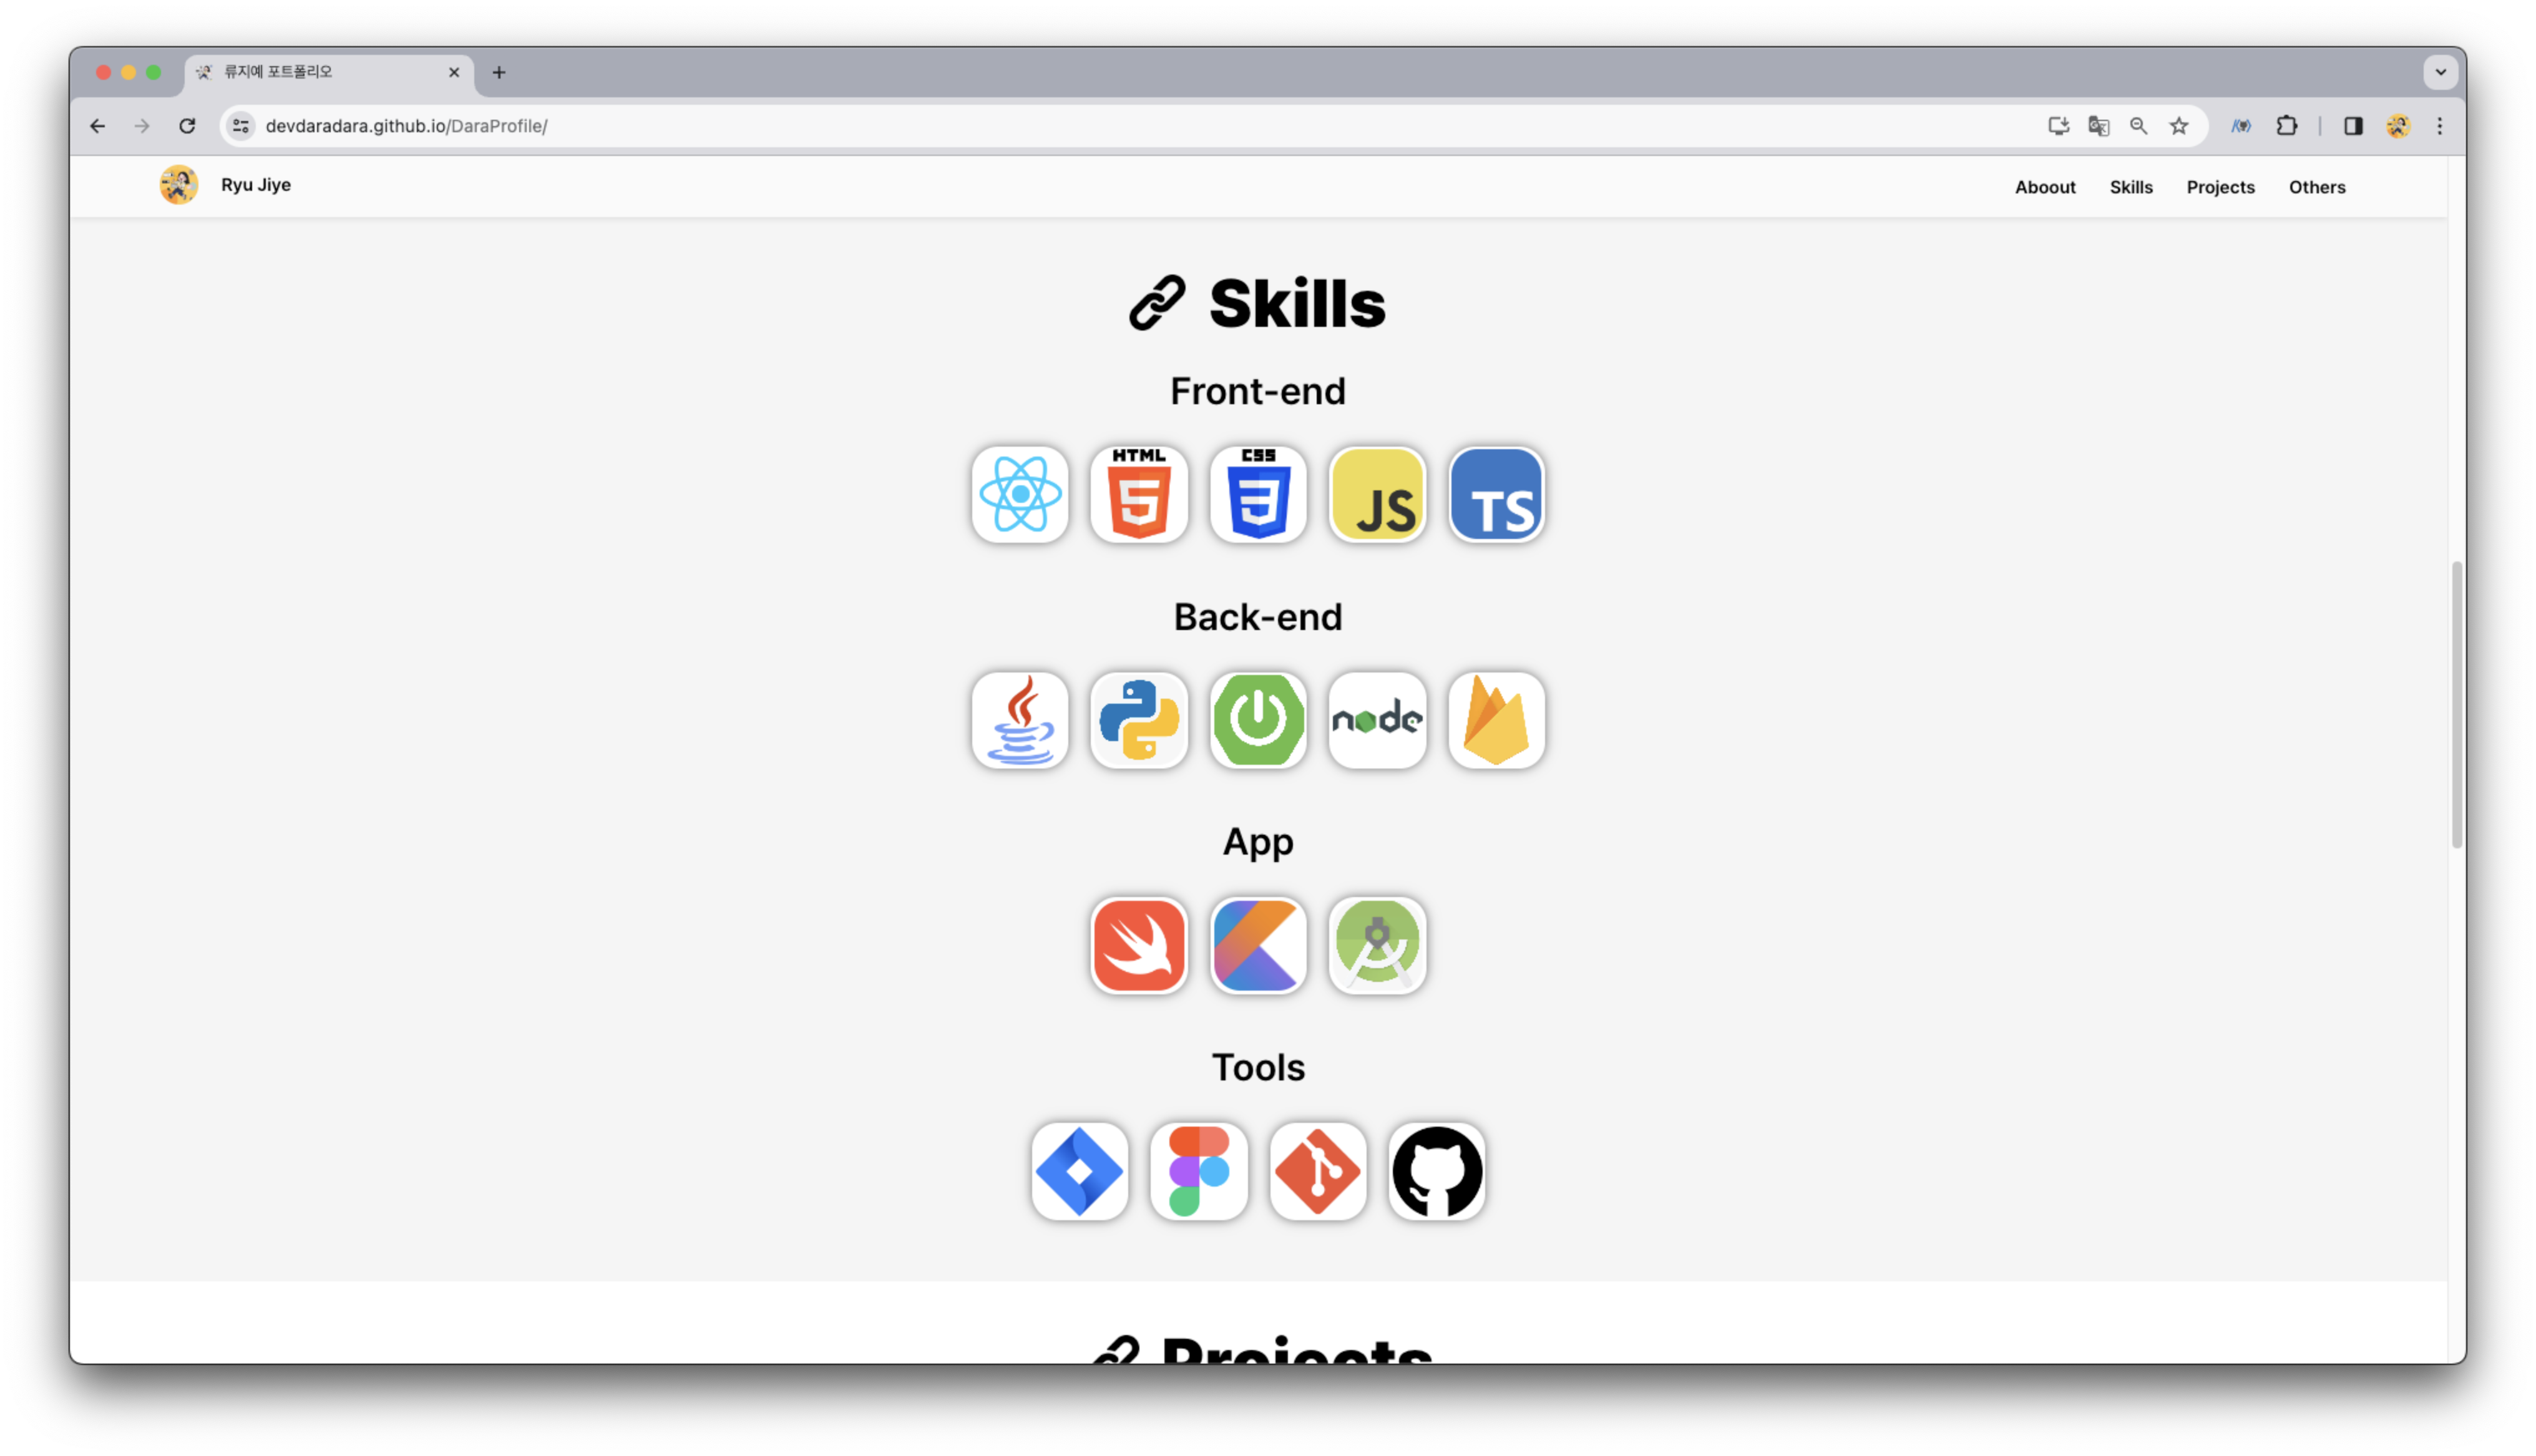 류지예 포트폴리오
devdaradara.github.io/DaraProfile/
Ryu Jiye
Aboout Skills Projects Others
Skills
Front-end
HTML CSS JS TS
Back-end
node
App
Tools
Projects